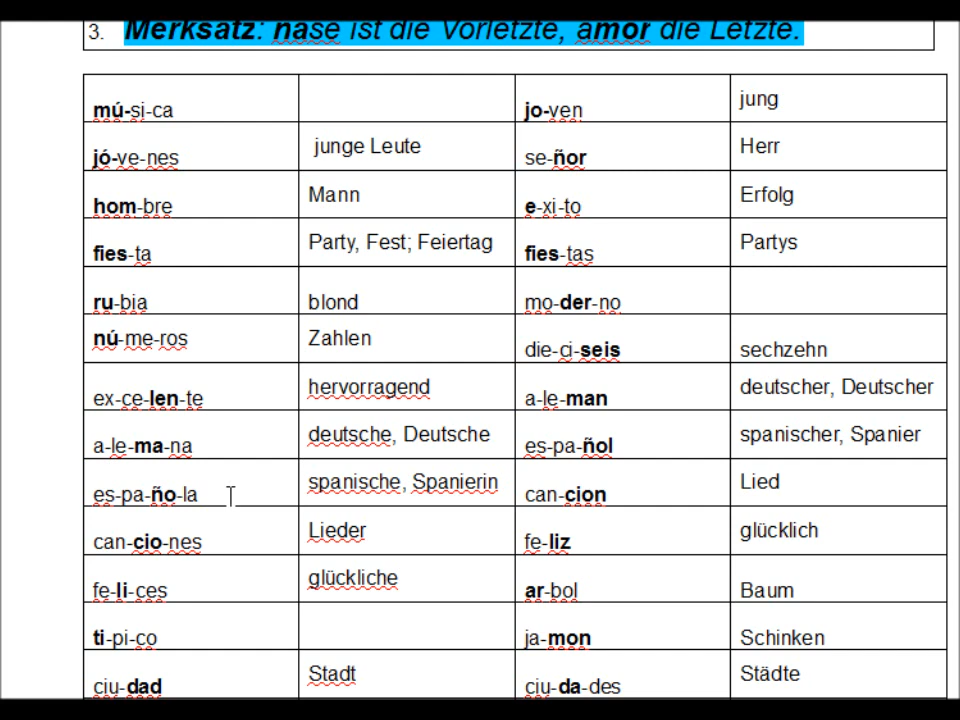 3. Merksatz: nase ist die Vorletzte, amor die Letzte.
mú-si-ca jo-ven jung
jó-ve-nes junge Leute se-ñor Herr
hom-bre Mann e-xi-to Erfolg
fies-ta Party, Fest; Feiertag fies-tas Partys
ru-bia blond mo-der-no
nú-me-ros Zahlen die-ci-seis sechzehn
ex-ce-len-te hervorragend a-le-man deutscher, Deutscher
a-le-ma-na deutsche, Deutsche es-pa-ñol spanischer, Spanier
es-pa-ño-la spanische, Spanierin can-cion Lied
can-cio-nes Lieder fe-liz glücklich
fe-li-ces glückliche ar-bol Baum
ti-pi-co ja-mon Schinken
ciu-dad Stadt ciu-da-des Städte